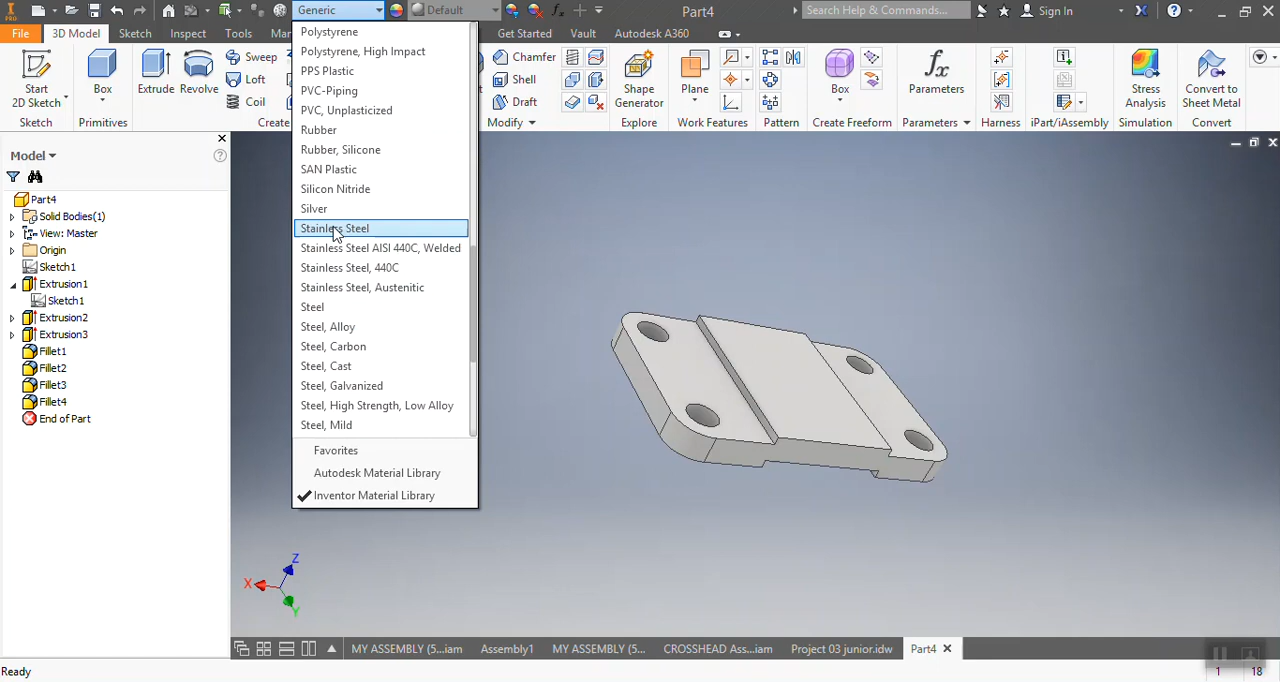 PRO
Generic
Default
Part4
Search Help & Commands...
Sign In
File
3D Model
Sketch
Inspect
Tools
Get Started
Vault
Autodesk A360
Start
2D Sketch
Sketch
Box
Primitives
Extrude
Revolve
Sweep
Loft
Coil
Chamfer
Shell
Draft
Modify
Shape
Generator
Explore
Plane
Work Features
Pattern
Box
Create Freeform
Parameters
Parameters
Harness
iPart/iAssembly
Stress
Analysis
Simulation
Convert to
Sheet Metal
Convert
Model
Part4
Solid Bodies(1)
View: Master
Origin
Sketch1
Extrusion1
Sketch1
Extrusion2
Extrusion3
Fillet1
Fillet2
Fillet3
Fillet4
End of Part
Polystyrene
Polystyrene, High Impact
PPS Plastic
PVC-Piping
PVC, Unplasticized
Rubber
Rubber, Silicone
SAN Plastic
Silicon Nitride
Silver
Stainless Steel
Stainless Steel AISI 440C, Welded
Stainless Steel, 440C
Stainless Steel, Austenitic
Steel
Steel, Alloy
Steel, Carbon
Steel, Cast
Steel, Galvanized
Steel, High Strength, Low Alloy
Steel, Mild
Favorites
Autodesk Material Library
Inventor Material Library
Z
X
Y
MY ASSEMBLY (5...iam
Assembly1
MY ASSEMBLY (5...
CROSSHEAD Ass...iam
Project 03 junior.idw
Part4
Ready
1
18